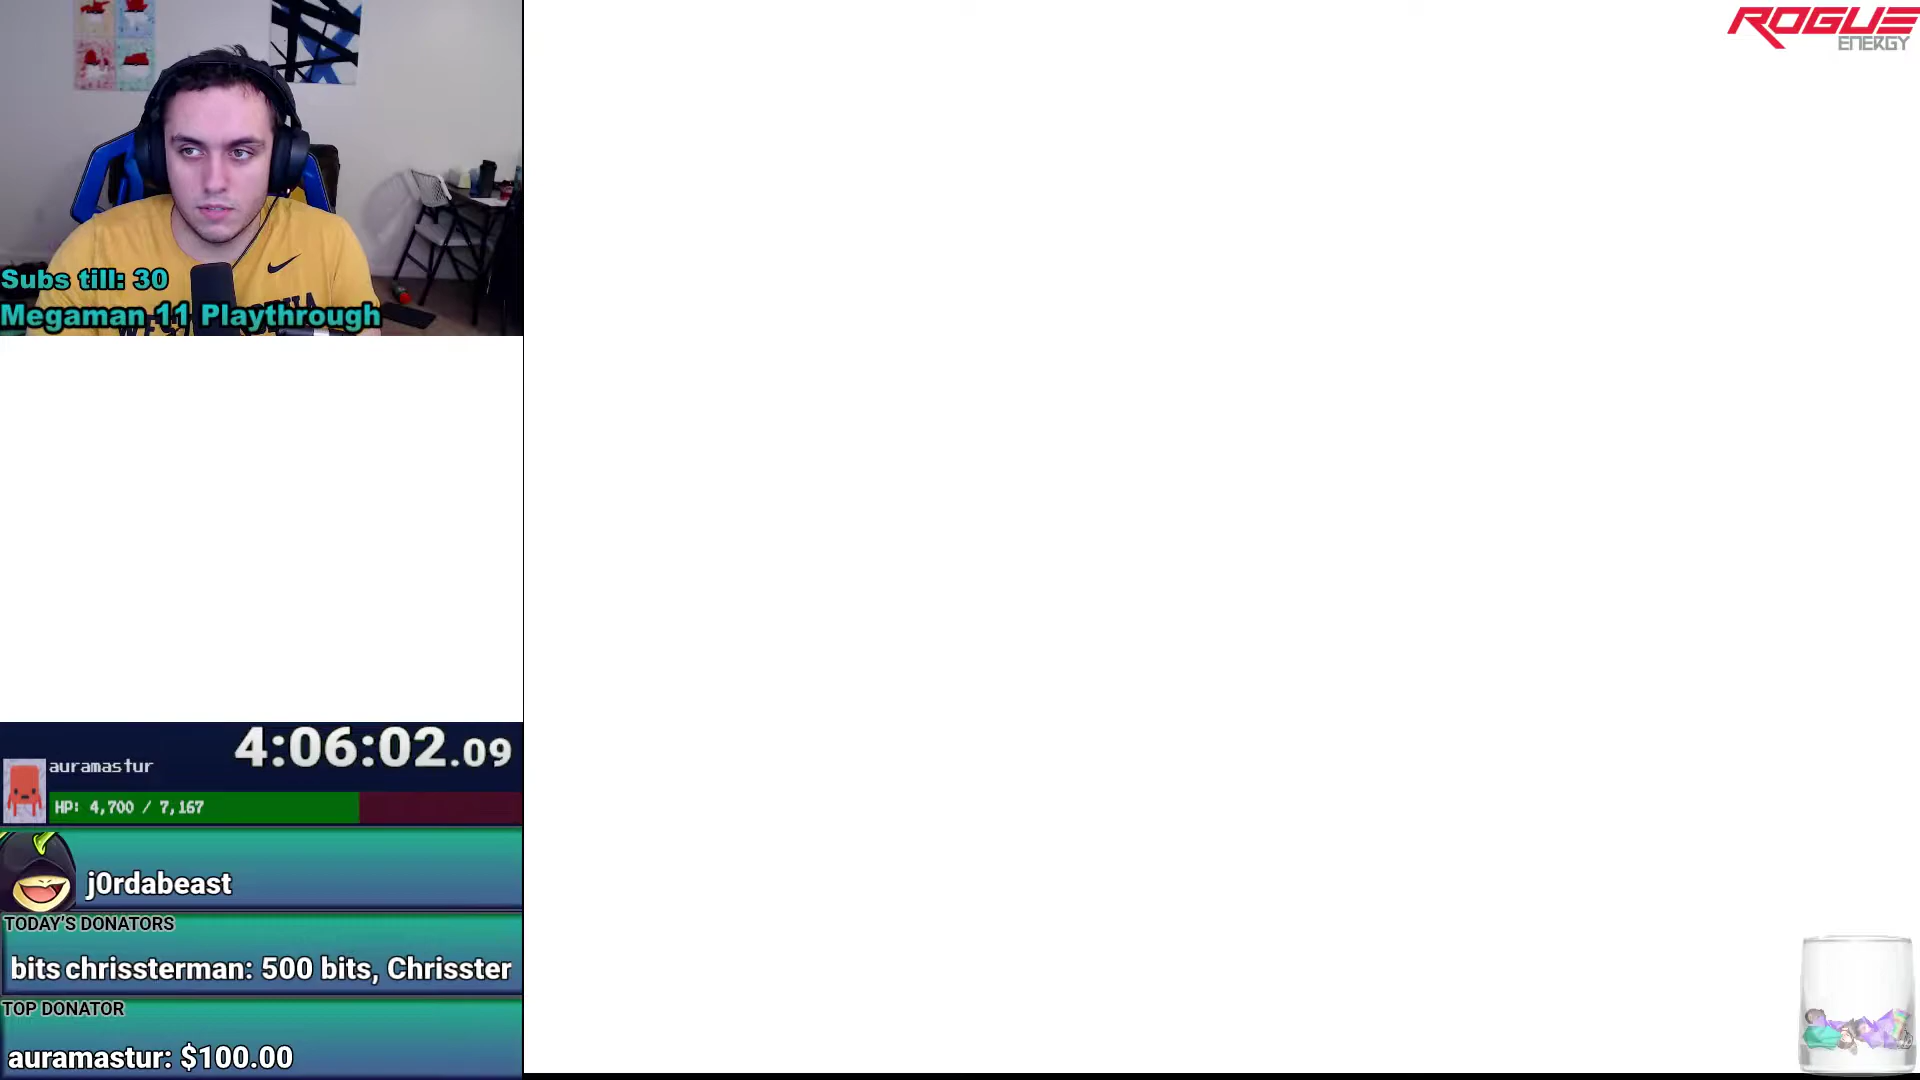 ROGUE
ENERGY
Subs till: 30
Megaman 11 Playthrough
4:06:02.09
auramastur
HP: 4,700 / 7,167
j0rdabeast
TODAY'S DONATORS
bits chrissterman: 500 bits, Chrisster
TOP DONATOR
auramastur: $100.00